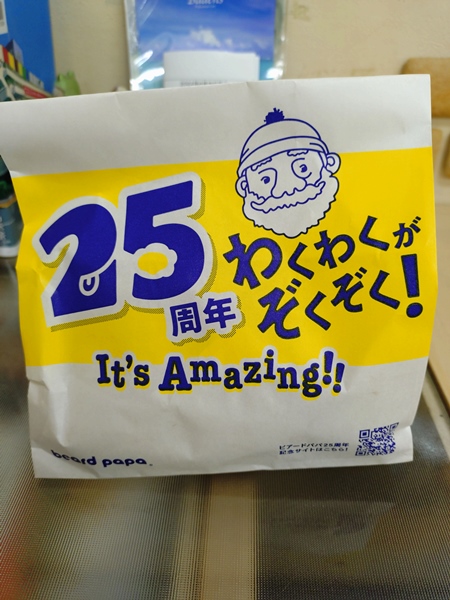 25
周年
わくわくが
ぞくぞく!
It's Amazing!!
beard papa
ビアードパパ25周年
記念サイトはこちら!